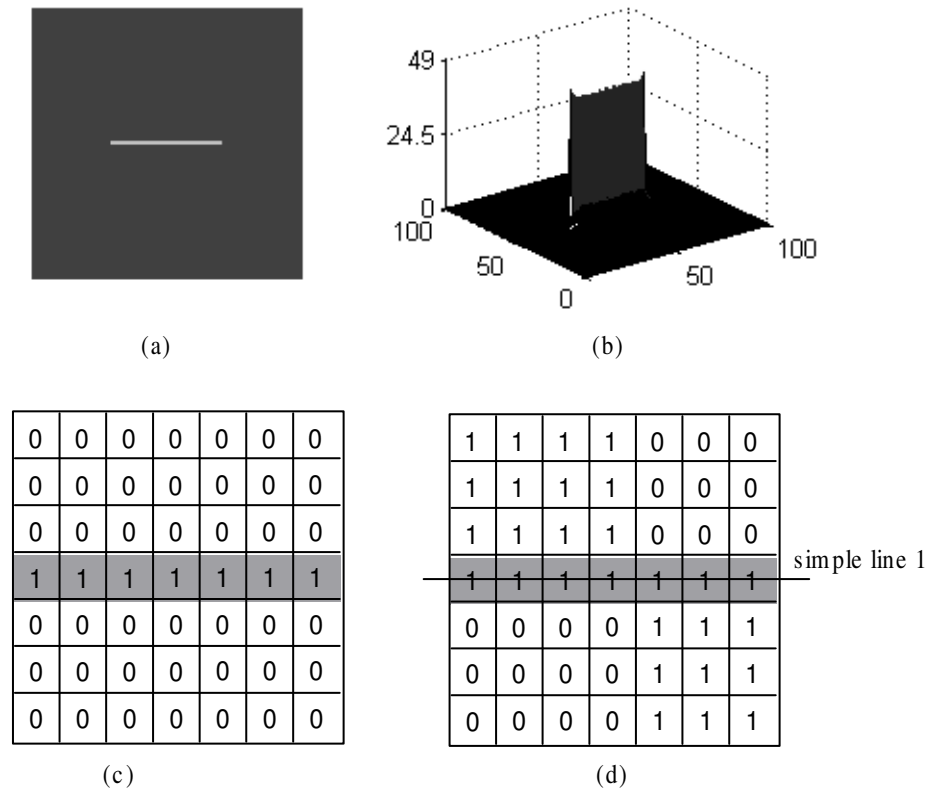 49
24.5
0
100
50
0
50
100
(a)
(b)
0 0 0 0 0 0 0
0 0 0 0 0 0 0
0 0 0 0 0 0 0
1 1 1 1 1 1 1
0 0 0 0 0 0 0
0 0 0 0 0 0 0
0 0 0 0 0 0 0
(c)
1 1 1 1 0 0 0
1 1 1 1 0 0 0
1 1 1 1 0 0 0
1 1 1 1 1 1 1 simple line 1
0 0 0 0 1 1 1
0 0 0 0 1 1 1
0 0 0 0 1 1 1
(d)